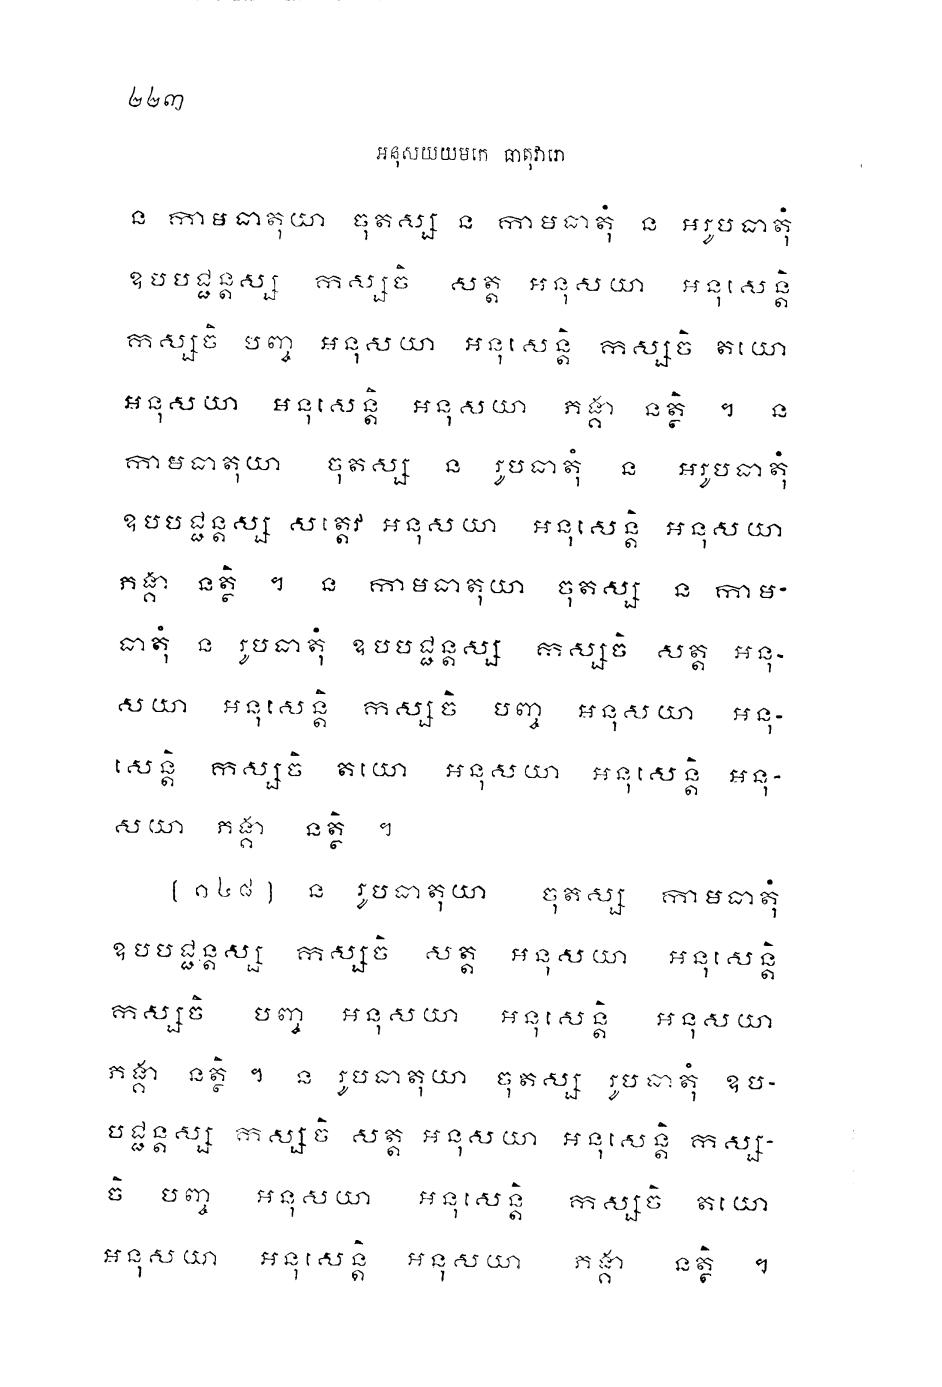 ២២៣
អនុសយយមកេ ធាតុវារោ
ន កាមធាតុយា ចុតស្ស ន កាមធាតុំ ន អរូបធាតុំ
ឧបបជ្ជន្តស្ស កស្សចិ សត្ត អនុសយា អនុសេន្តិ
កស្សចិ បញ្ច អនុសយា អនុសេន្តិ កស្សចិ តយោ
អនុសយា អនុសេន្តិ អនុសយា ភង្គា នត្ថិ ។ ន
កាមធាតុយា ចុតស្ស ន រូបធាតុំ ន អរូបធាតុំ
ឧបបជ្ជន្តស្ស សត្តេវ អនុសយា អនុសេន្តិ អនុសយា
ភង្គា នត្ថិ ។ ន កាមធាតុយា ចុតស្ស ន កាម-
ធាតុំ ន រូបធាតុំ ឧបបជ្ជន្តស្ស កស្សចិ សត្ត អនុ-
សយា អនុសេន្តិ កស្សចិ បញ្ច អនុសយា អនុ-
សេន្តិ កស្សចិ តយោ អនុសយា អនុសេន្តិ អនុ-
សយា ភង្គា នត្ថិ ។
(១៤៨) ន រូបធាតុយា ចុតស្ស កាមធាតុំ
ឧបបជ្ជន្តស្ស កស្សចិ សត្ត អនុសយា អនុសេន្តិ
កស្សចិ បញ្ច អនុសយា អនុសេន្តិ អនុសយា
ភង្គា នត្ថិ ។ ន រូបធាតុយា ចុតស្ស រូបធាតុំ ឧប-
បជ្ជន្តស្ស កស្សចិ សត្ត អនុសយា អនុសេន្តិ កស្ស-
ចិ បញ្ច អនុសយា អនុសេន្តិ កស្សចិ តយោ
អនុសយា អនុសេន្តិ អនុសយា ភង្គា នត្ថិ ។